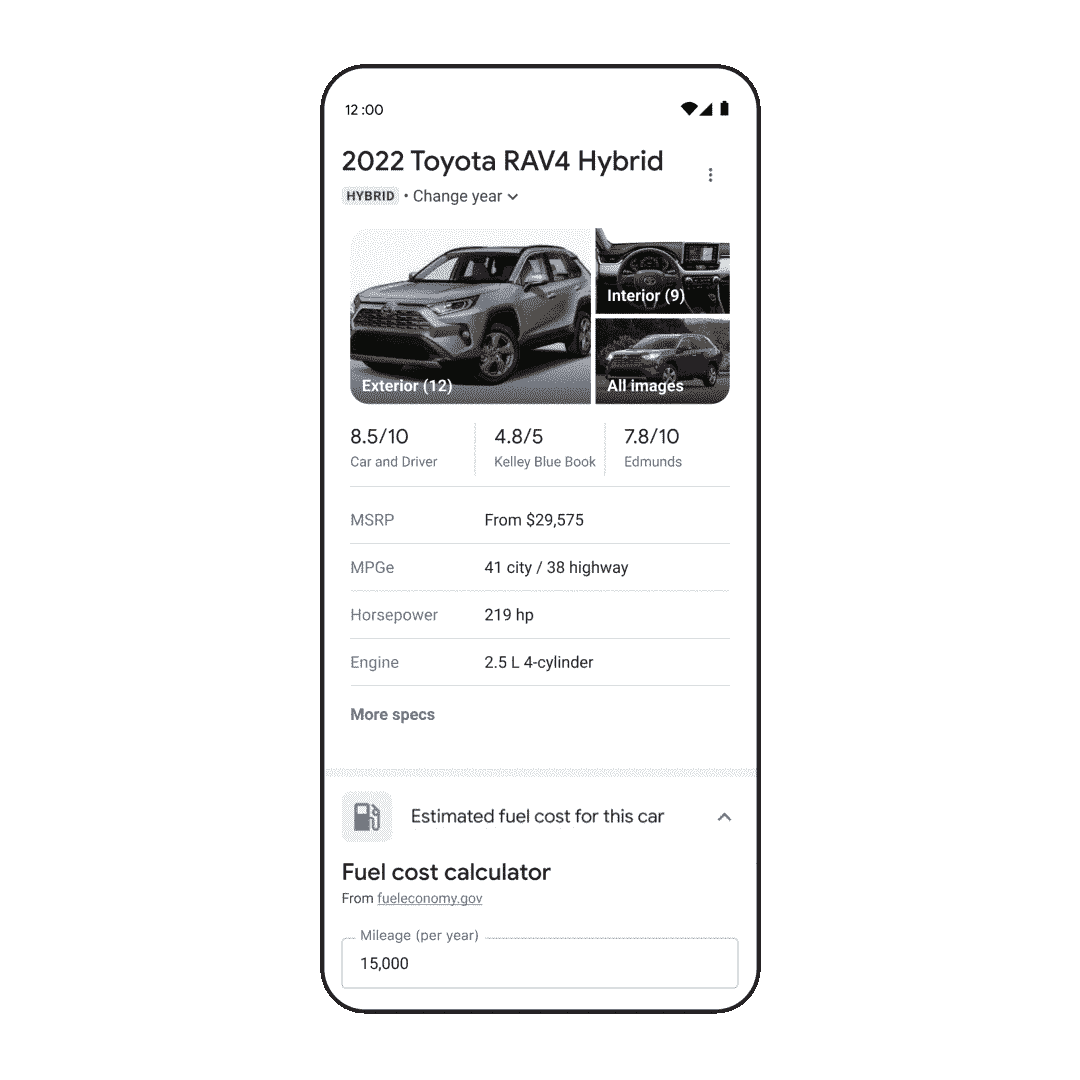 12:00
2022 Toyota RAV4 Hybrid
HYBRID • Change year
Exterior (12)
Interior (9)
All images
8.5/10
Car and Driver
4.8/5
Kelley Blue Book
7.8/10
Edmunds
MSRP From $29,575
MPGe 41 city / 38 highway
Horsepower 219 hp
Engine 2.5 L 4-cylinder
More specs
Estimated fuel cost for this car
Fuel cost calculator
From fueleconomy.gov
Mileage (per year)
15,000